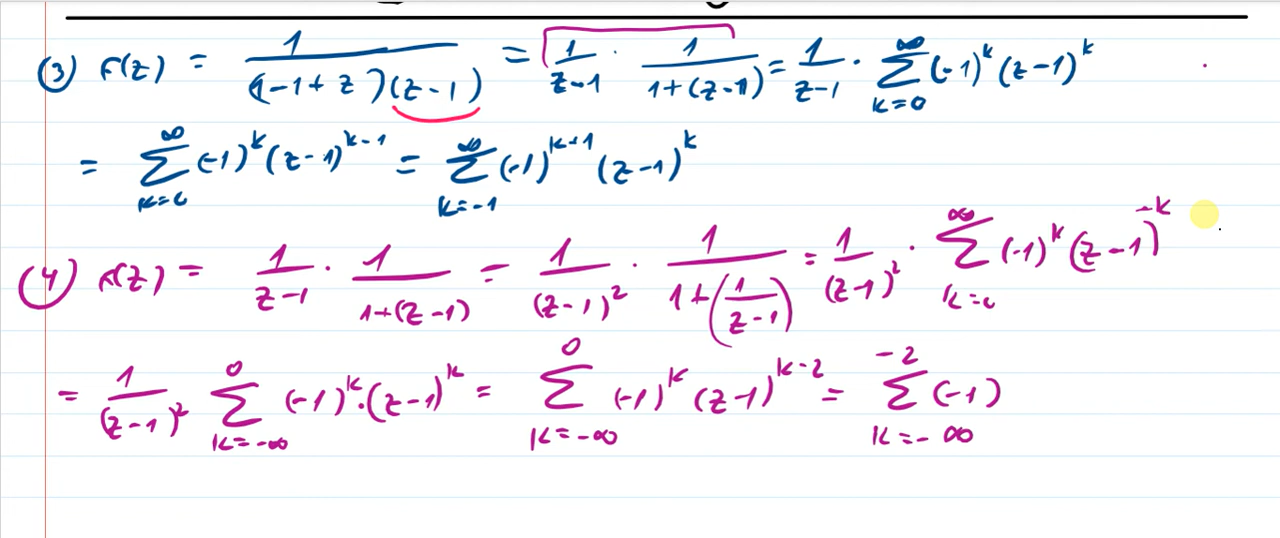 (3) f(z) = 1/((1-1+z)(z-1)) = 1/(z-1) · 1/(1+(z-1)) = 1/(z-1) · ∑_{k=0}^{∞} (-1)^k (z-1)^k
= ∑_{k=0}^{∞} (-1)^k (z-1)^{k-1} = ∑_{k=-1}^{∞} (-1)^{k+1} (z-1)^k
(4) f(z) = 1/(z-1) · 1/(1+(z-1)) = 1/(z-1)^2 · 1/(1+(1/(z-1))) = 1/(z-1)^2 · ∑_{k=0}^{∞} (-1)^k (z-1)^{-k}
= 1/(z-1)^2 ∑_{k=-∞}^{0} (-1)^k · (z-1)^k = ∑_{k=-∞}^{0} (-1)^k (z-1)^{k-2} = ∑_{k=-∞}^{-2} (-1)